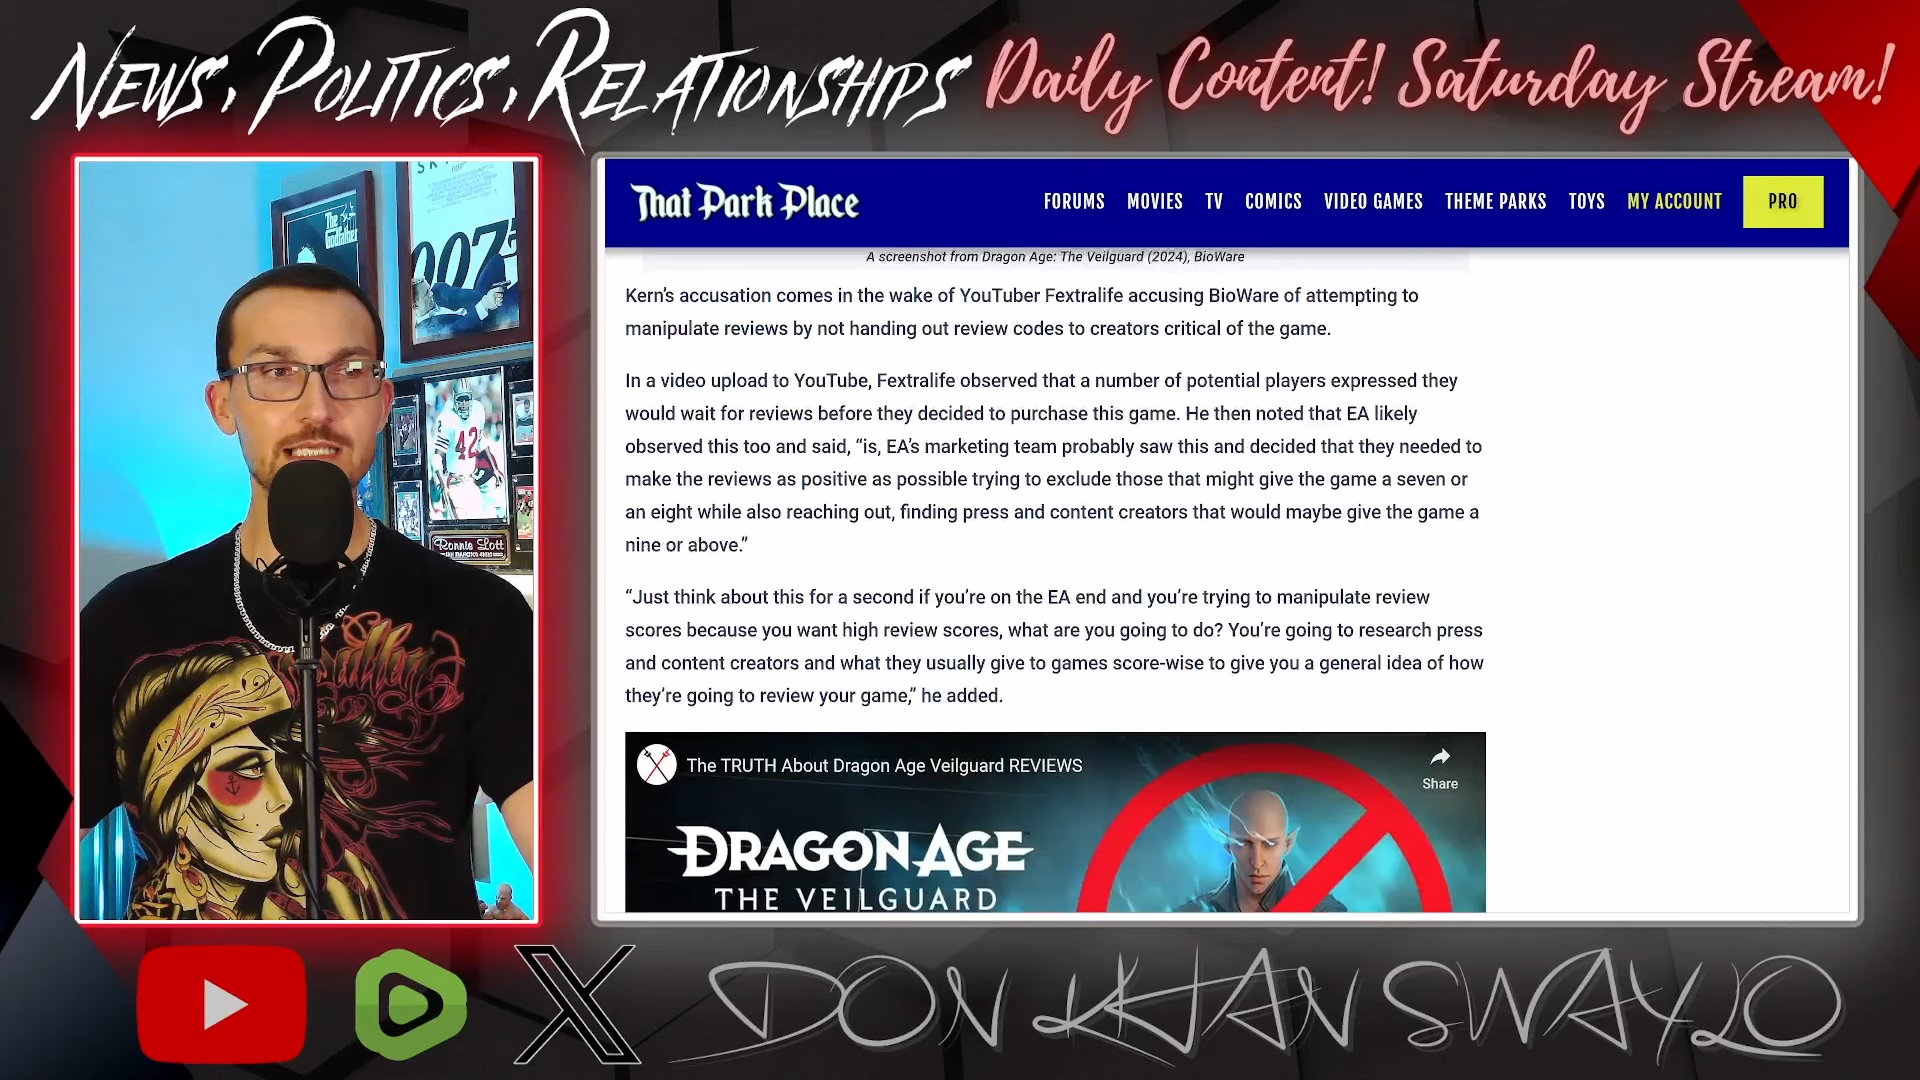 NEWS, POLITICS, RELATIONSHIPS Daily Content! Saturday Stream!
The Godfather
007
42
Ronnie Lott
That Park Place
FORUMS MOVIES TV COMICS VIDEO GAMES THEME PARKS TOYS MY ACCOUNT PRO
A screenshot from Dragon Age: The Veilguard (2024), BioWare
Kern’s accusation comes in the wake of YouTuber Fextralife accusing BioWare of attempting to
manipulate reviews by not handing out review codes to creators critical of the game.
In a video upload to YouTube, Fextralife observed that a number of potential players expressed they
would wait for reviews before they decided to purchase this game. He then noted that EA likely
observed this too and said, “is, EA’s marketing team probably saw this and decided that they needed to
make the reviews as positive as possible trying to exclude those that might give the game a seven or
an eight while also reaching out, finding press and content creators that would maybe give the game a
nine or above.”
“Just think about this for a second if you’re on the EA end and you’re trying to manipulate review
scores because you want high review scores, what are you going to do? You’re going to research press
and content creators and what they usually give to games score-wise to give you a general idea of how
they’re going to review your game,” he added.
The TRUTH About Dragon Age Veilguard REVIEWS
Share
DRAGON AGE
THE VEILGUARD
DON KHAN SWAYLO